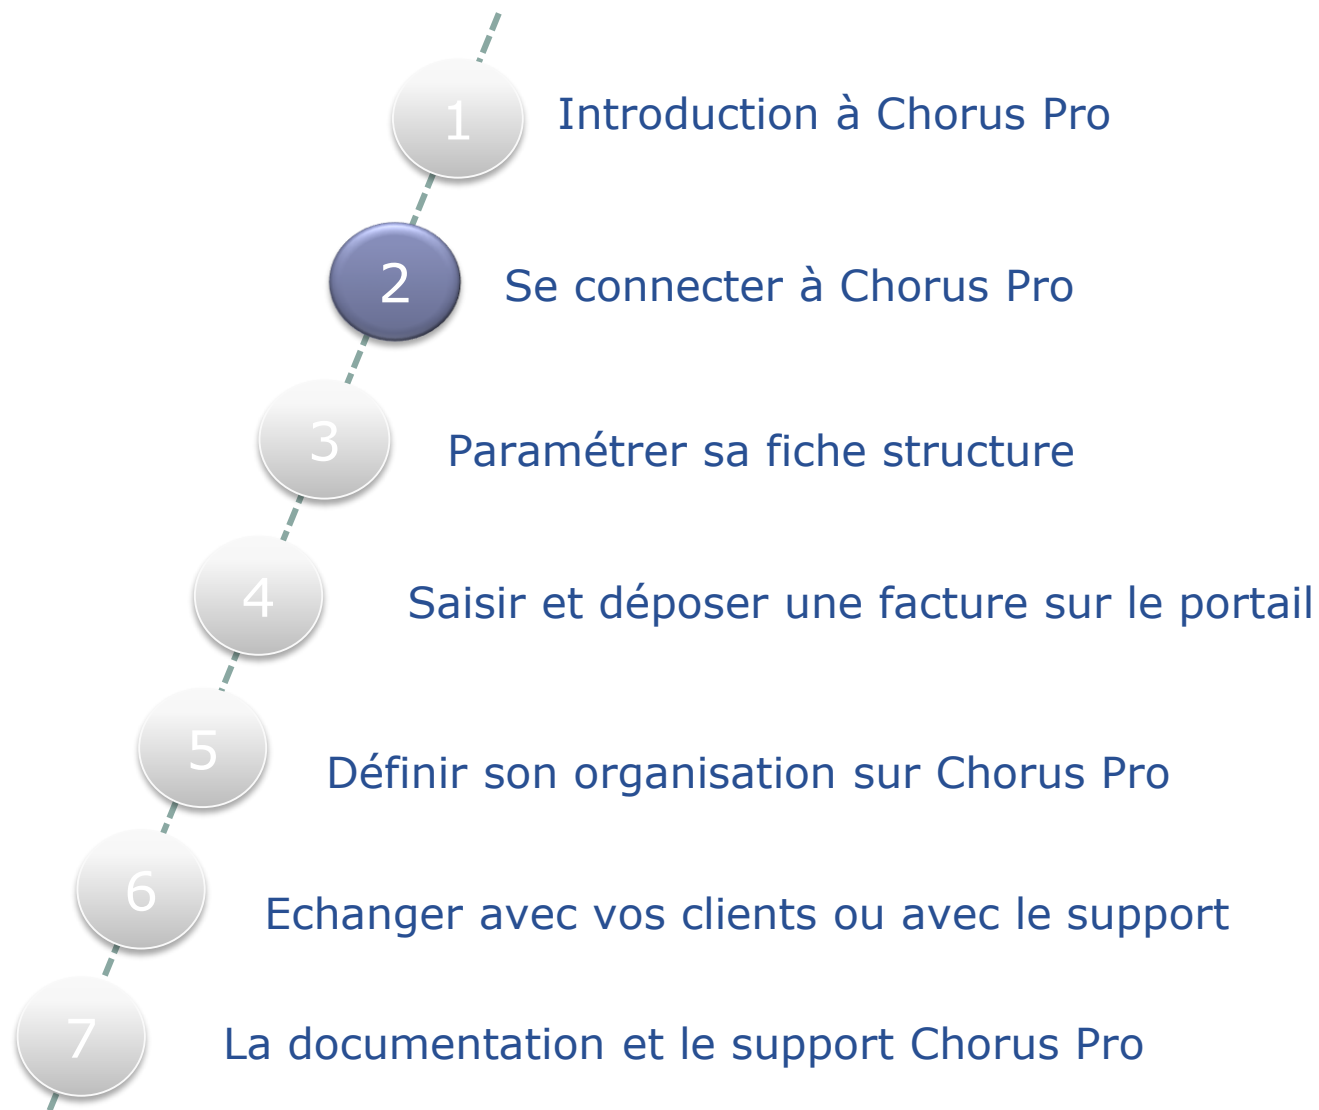 1 Introduction à Chorus Pro
2 Se connecter à Chorus Pro
3 Paramétrer sa fiche structure
4 Saisir et déposer une facture sur le portail
5 Définir son organisation sur Chorus Pro
6 Echanger avec vos clients ou avec le support
7 La documentation et le support Chorus Pro